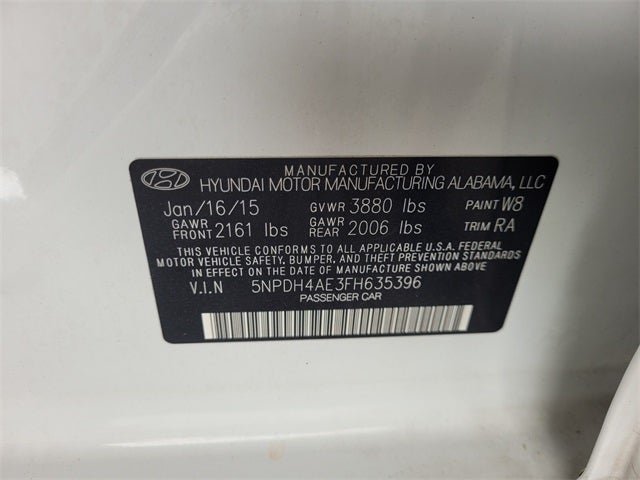 MANUFACTURED BY
HYUNDAI MOTOR MANUFACTURING ALABAMA, LLC
Jan/16/15 GVWR 3880 lbs PAINT W8
GAWR FRONT 2161 lbs GAWR REAR 2006 lbs TRIM RA
THIS VEHICLE CONFORMS TO ALL APPLICABLE U.S.A. FEDERAL
MOTOR VEHICLE SAFETY, BUMPER, AND THEFT PREVENTION STANDARDS
IN EFFECT ON THE DATE OF MANUFACTURE SHOWN ABOVE.
V.I.N 5NPDH4AE3FH635396
PASSENGER CAR